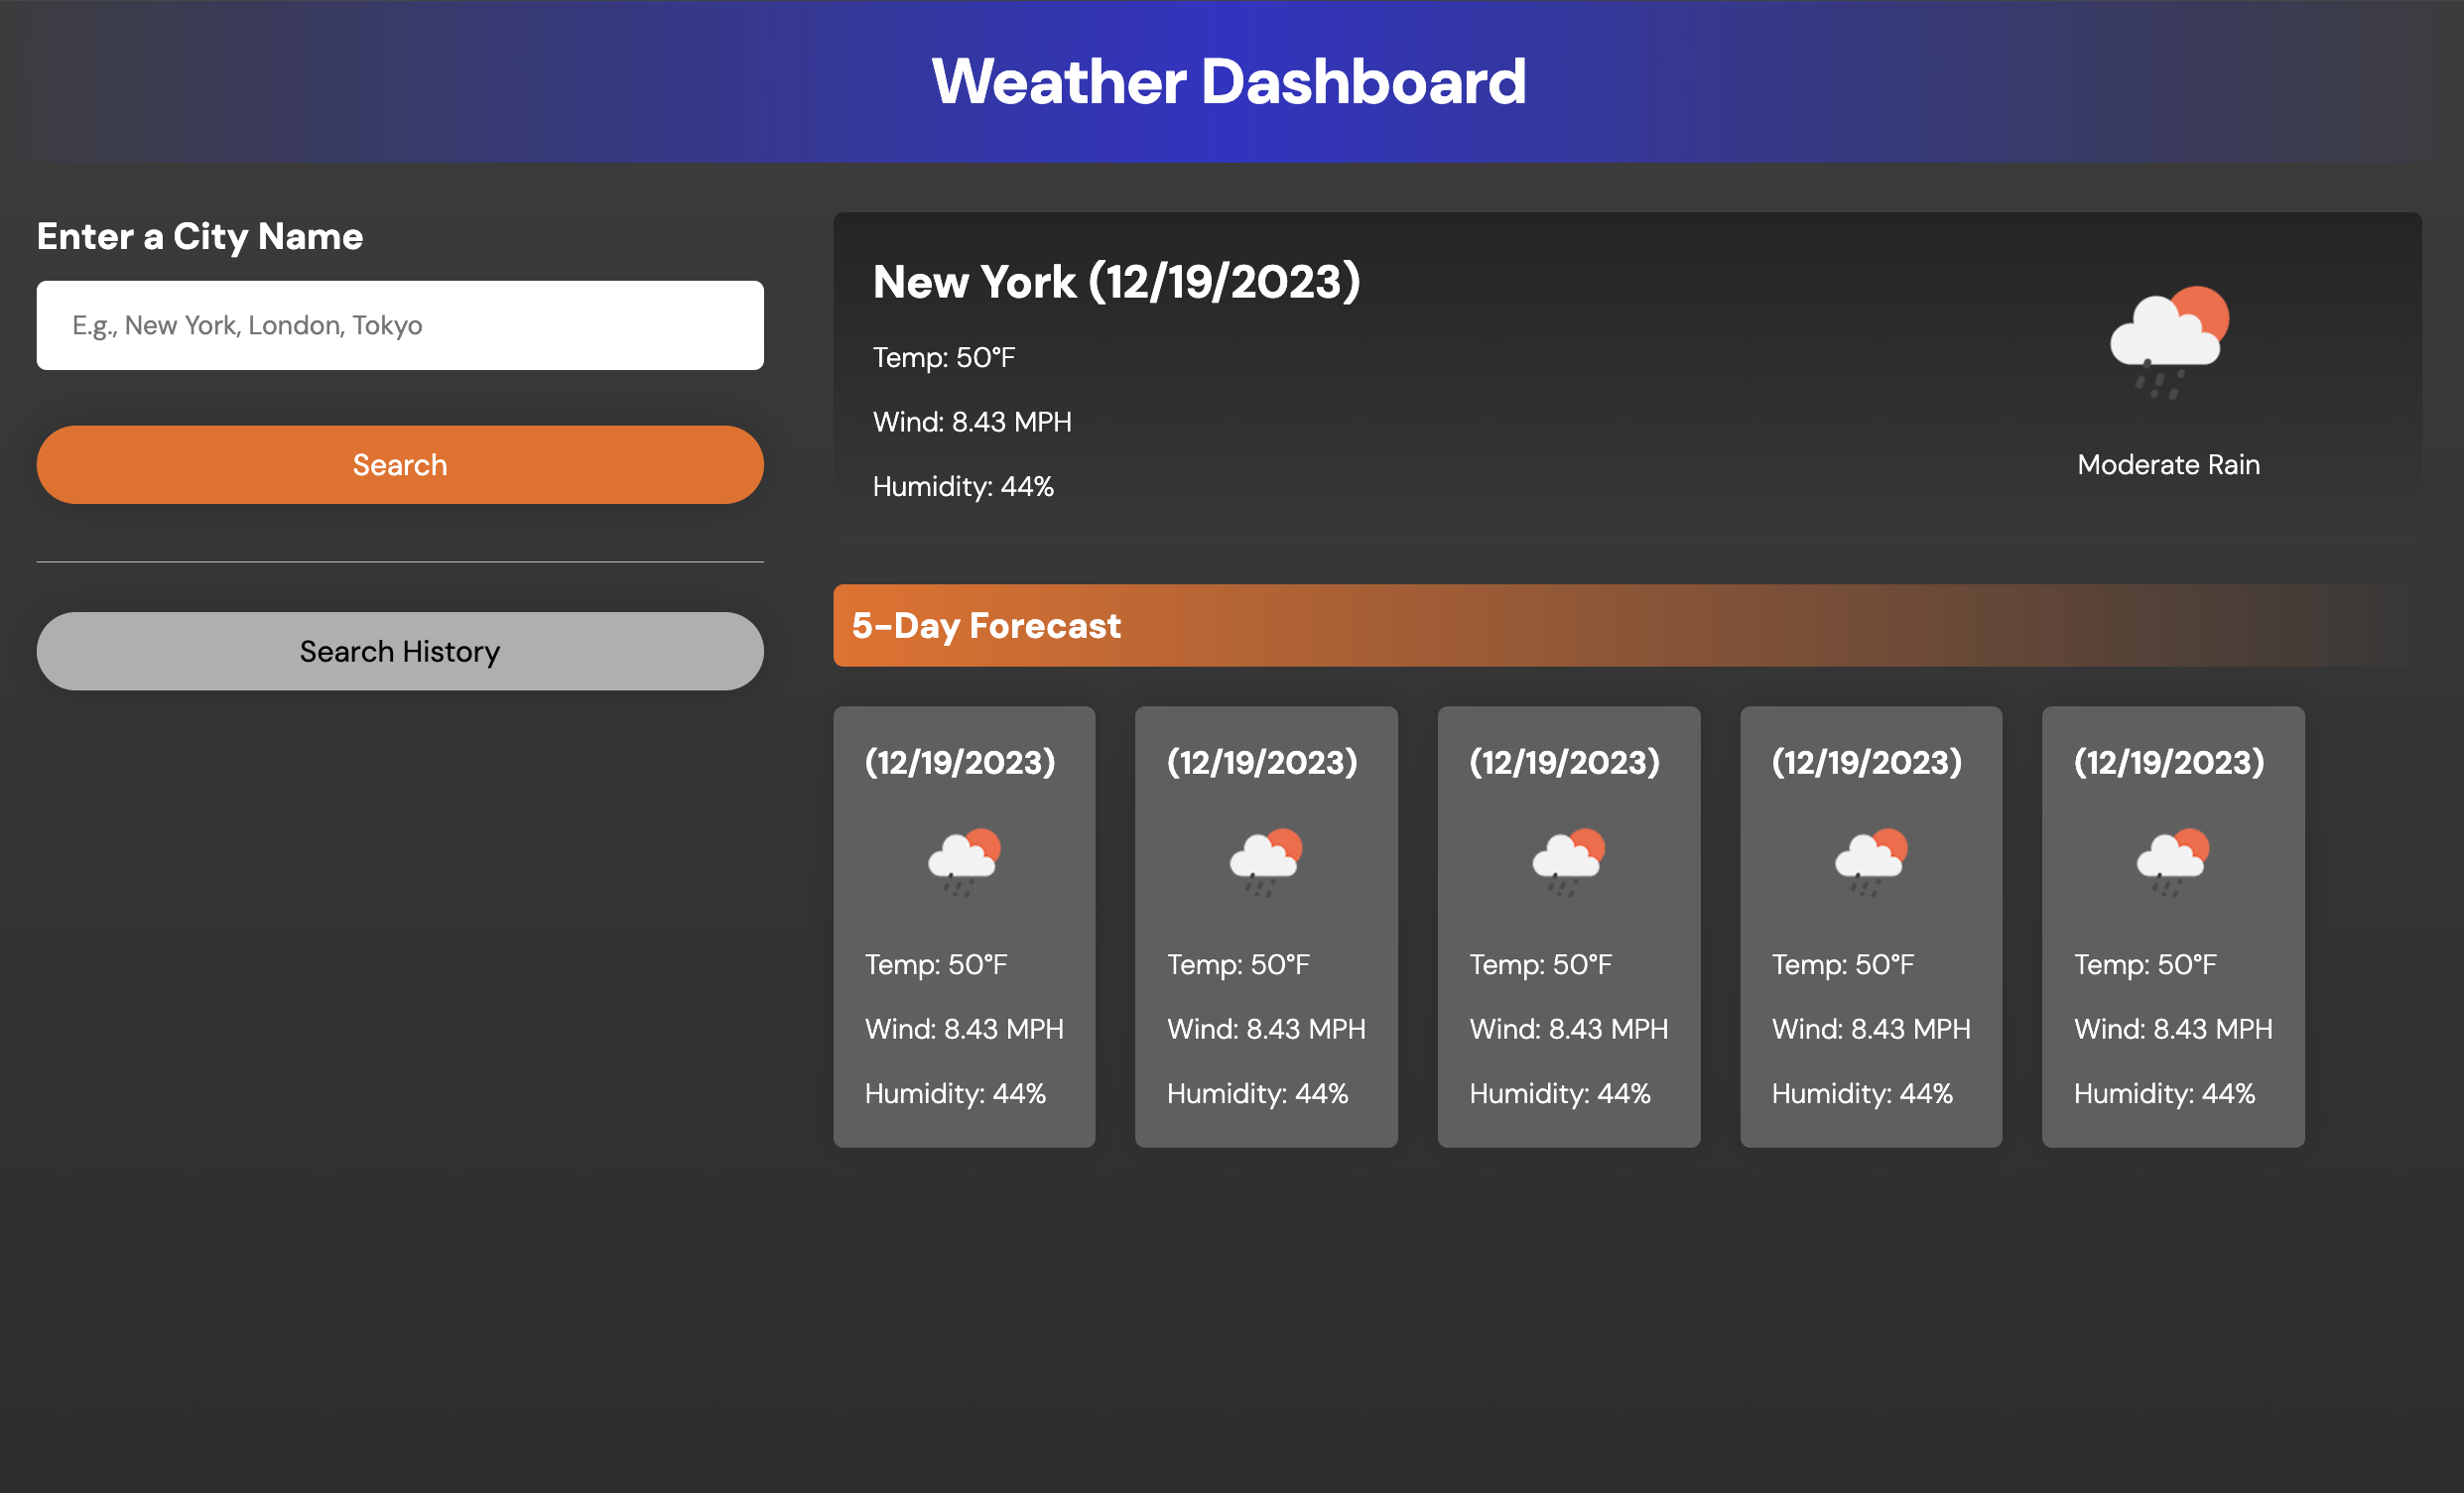 Weather Dashboard
Enter a City Name
E.g., New York, London, Tokyo
Search
Search History
New York (12/19/2023)
Temp: 50°F
Wind: 8.43 MPH
Humidity: 44%
Moderate Rain
5-Day Forecast
(12/19/2023)
Temp: 50°F
Wind: 8.43 MPH
Humidity: 44%
(12/19/2023)
Temp: 50°F
Wind: 8.43 MPH
Humidity: 44%
(12/19/2023)
Temp: 50°F
Wind: 8.43 MPH
Humidity: 44%
(12/19/2023)
Temp: 50°F
Wind: 8.43 MPH
Humidity: 44%
(12/19/2023)
Temp: 50°F
Wind: 8.43 MPH
Humidity: 44%